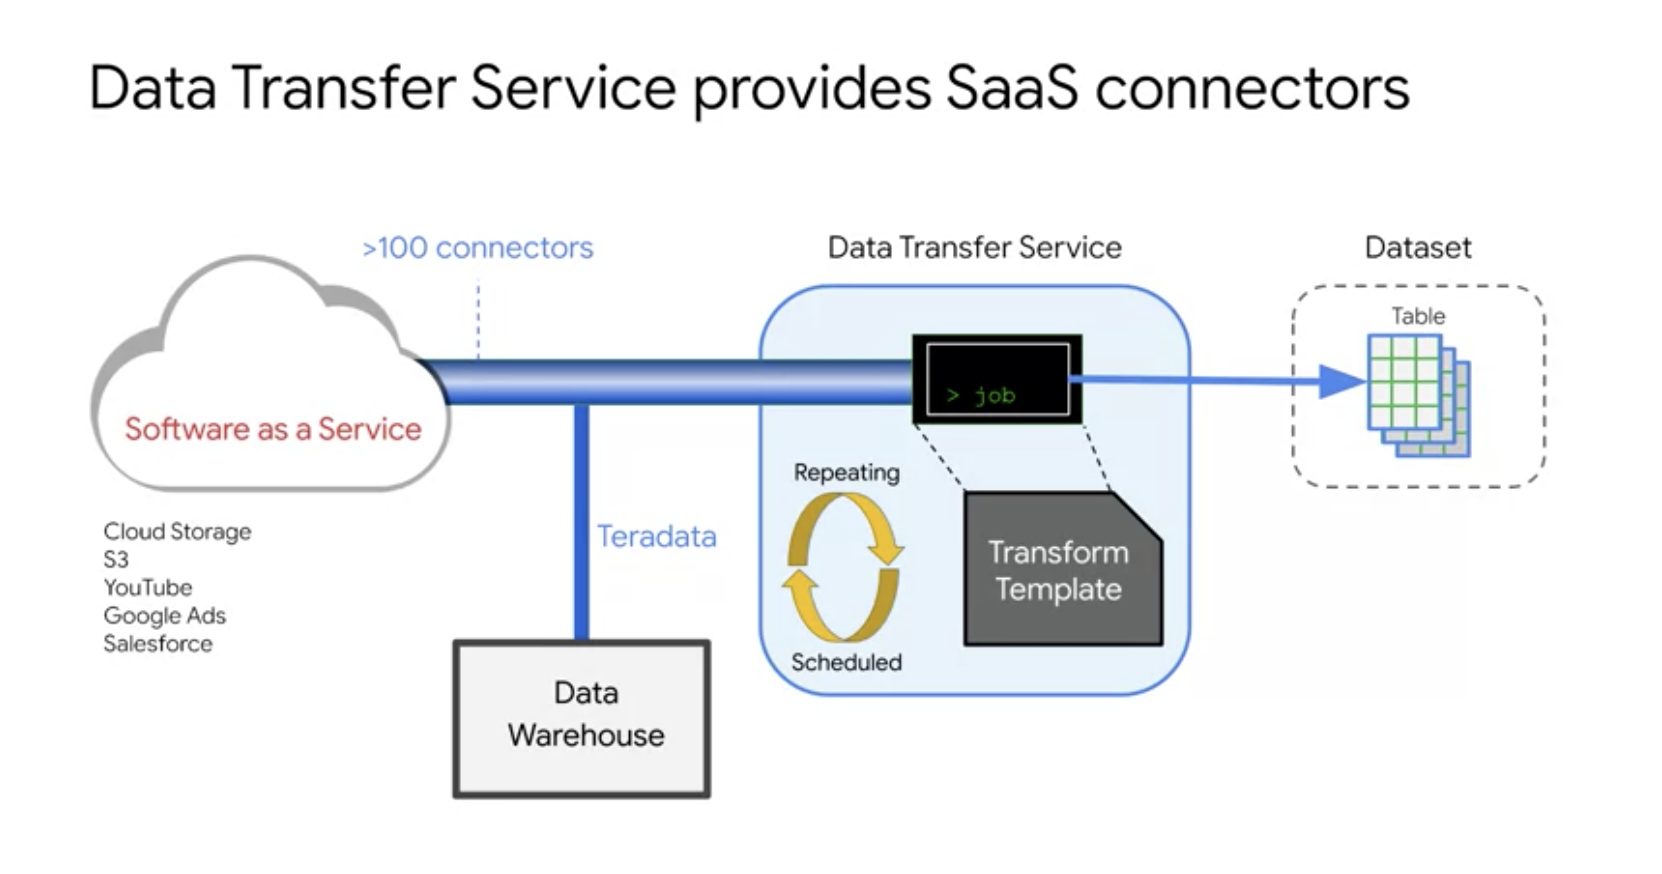 Data Transfer Service provides SaaS connectors
>100 connectors
Data Transfer Service
Dataset
Table
> job
Software as a Service
Repeating
Cloud Storage
S3
YouTube
Google Ads
Salesforce
Teradata
Transform
Template
Scheduled
Data
Warehouse